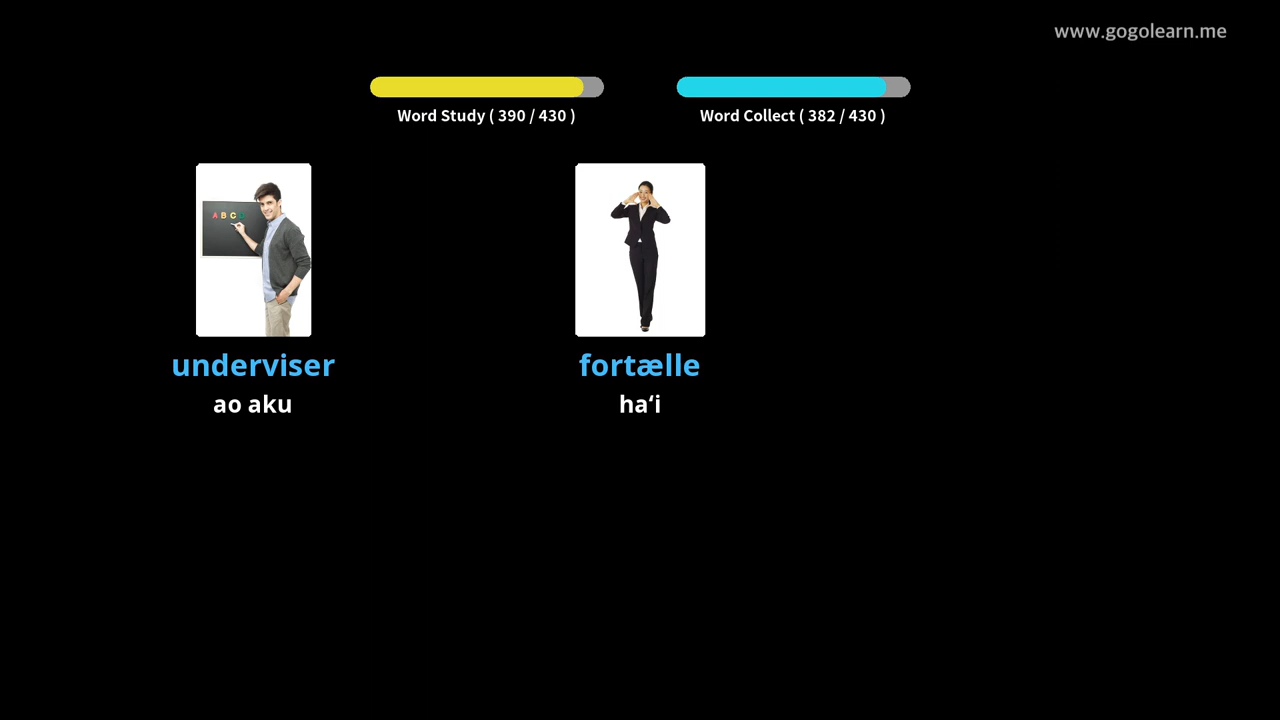 www.gogolearn.me
Word Study ( 390 / 430 )
Word Collect ( 382 / 430 )
A B C D
underviser
fortælle
ao aku
haʻi